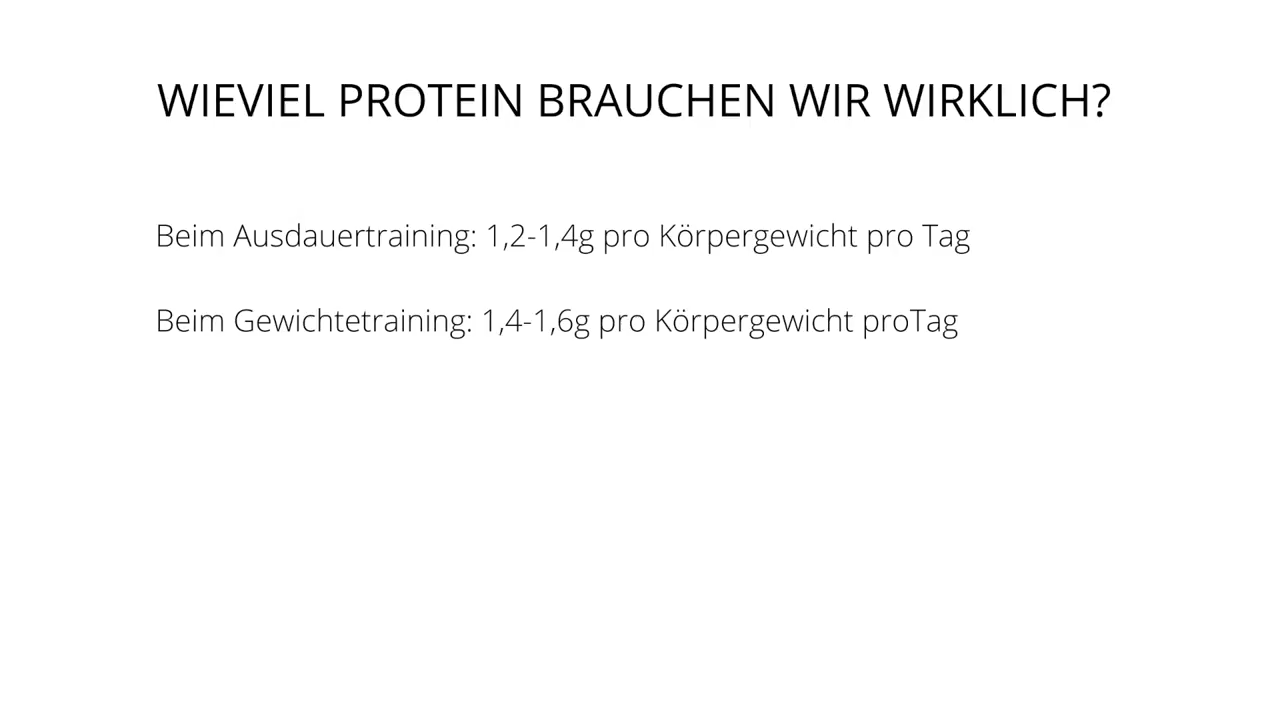 WIEVIEL PROTEIN BRAUCHEN WIR WIRKLICH?
Beim Ausdauertraining: 1,2-1,4g pro Körpergewicht pro Tag
Beim Gewichtetraining: 1,4-1,6g pro Körpergewicht proTag